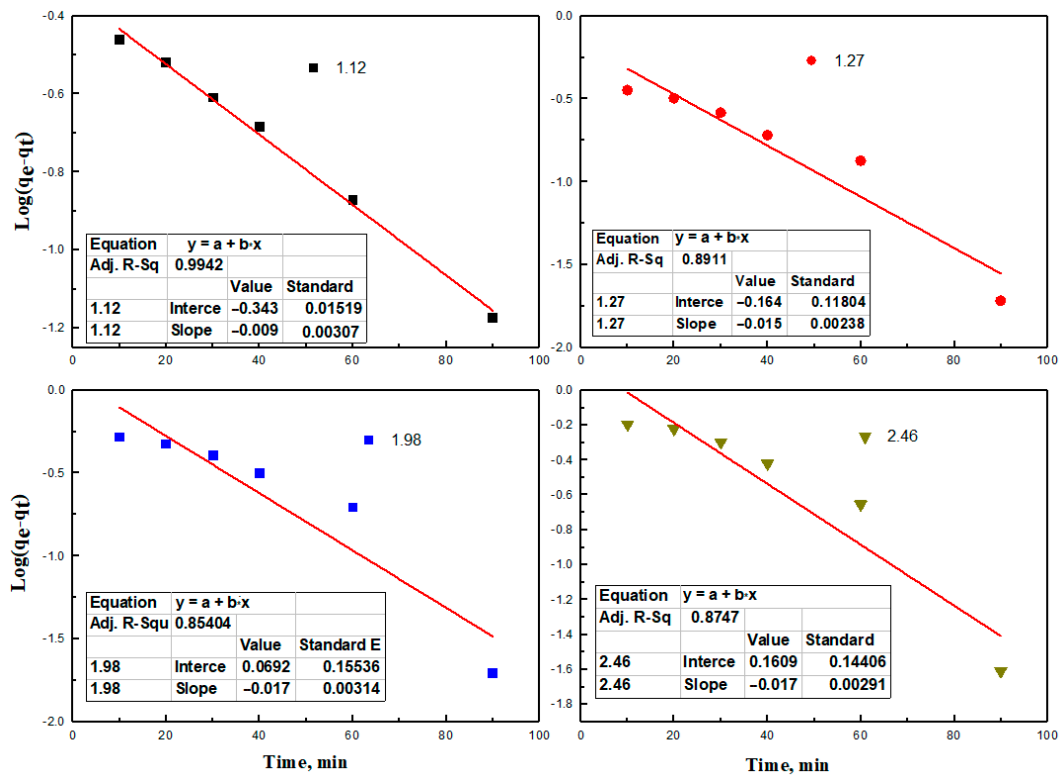 Log(qe-qt)
-0.4
-0.6
-0.8
-1.0
-1.2
1.12
Equation y = a + b*x
Adj. R-Sq 0.9942
Value Standard
1.12 Interce −0.343 0.01519
1.12 Slope −0.009 0.00307
0 20 40 60 80 100
0.0
-0.5
-1.0
-1.5
-2.0
1.27
Equation y = a + b*x
Adj. R-Sq 0.8911
Value Standard
1.27 Interce −0.164 0.11804
1.27 Slope −0.015 0.00238
0 20 40 60 80 100
Log(qe-qt)
0.0
-0.5
-1.0
-1.5
-2.0
1.98
Equation y = a + b*x
Adj. R-Squ 0.85404
Value Standard E
1.98 Interce 0.0692 0.15536
1.98 Slope −0.017 0.00314
0 20 40 60 80 100
Time, min
0.0
-0.2
-0.4
-0.6
-0.8
-1.0
-1.2
-1.4
-1.6
-1.8
2.46
Equation y = a + b*x
Adj. R-Sq 0.8747
Value Standard
2.46 Interce 0.1609 0.14406
2.46 Slope −0.017 0.00291
0 20 40 60 80 100
Time, min